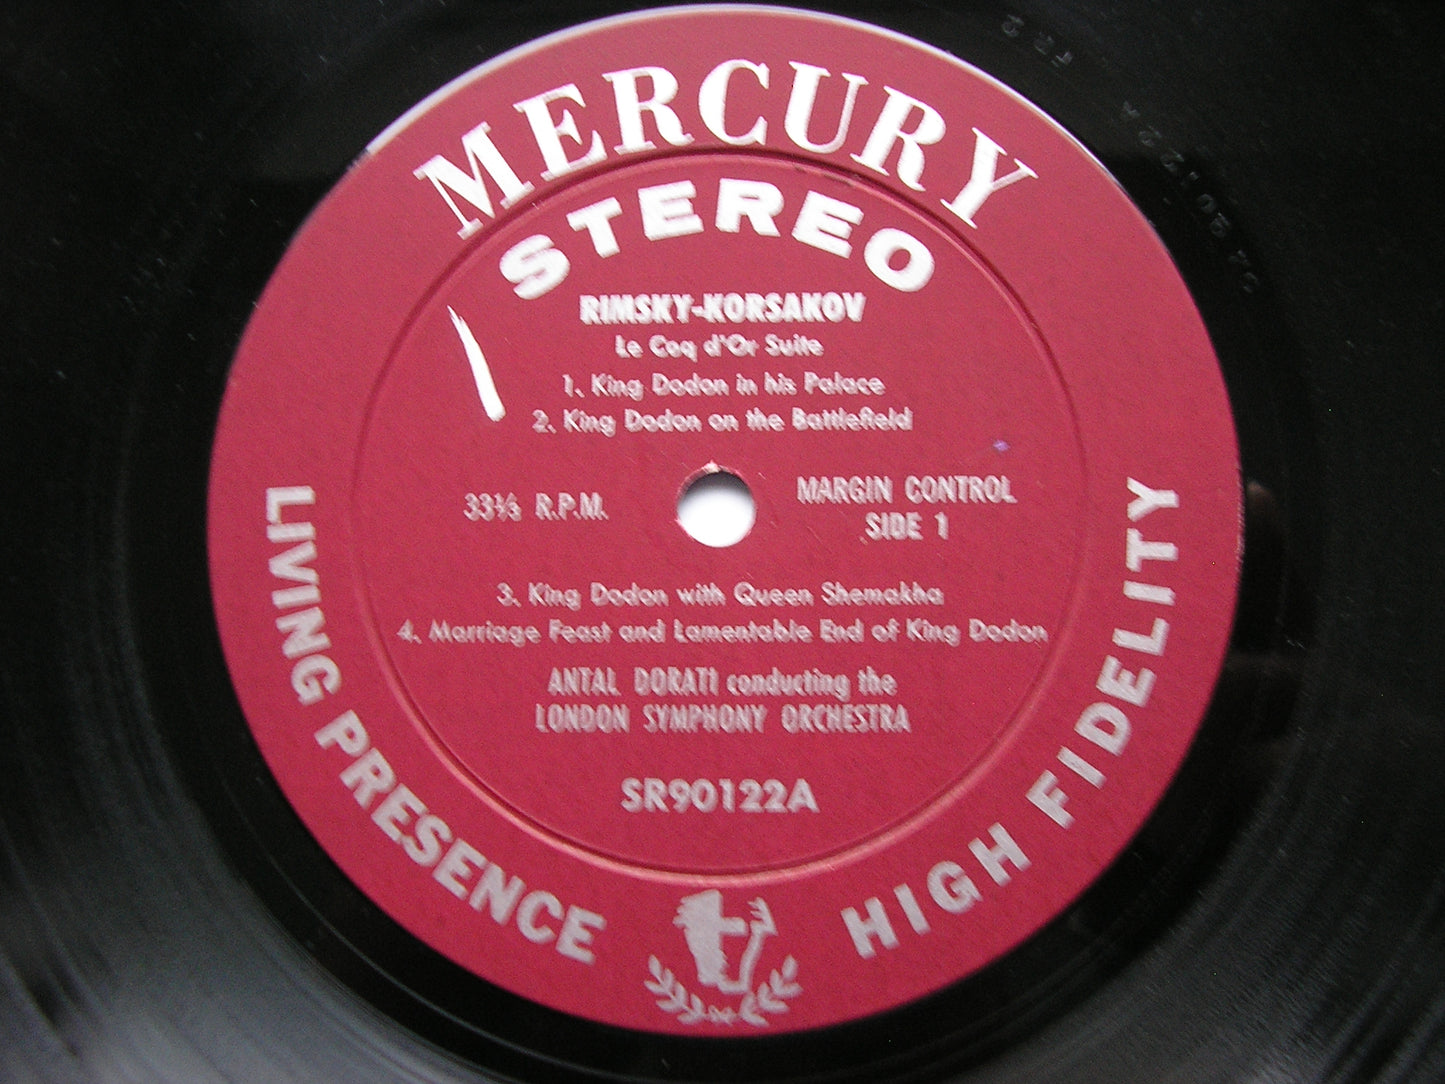 MERCURY
STEREO
RIMSKY-KORSAKOV
Le Coq d'Or Suite
1. King Dodon in his Palace
2. King Dodon on the Battlefield
33⅓ R.P.M.
MARGIN CONTROL
SIDE 1
3. King Dodon with Queen Shemakha
4. Marriage Feast and Lamentable End of King Dodon
ANTAL DORATI conducting the
LONDON SYMPHONY ORCHESTRA
SR90122A
LIVING PRESENCE
HIGH FIDELITY